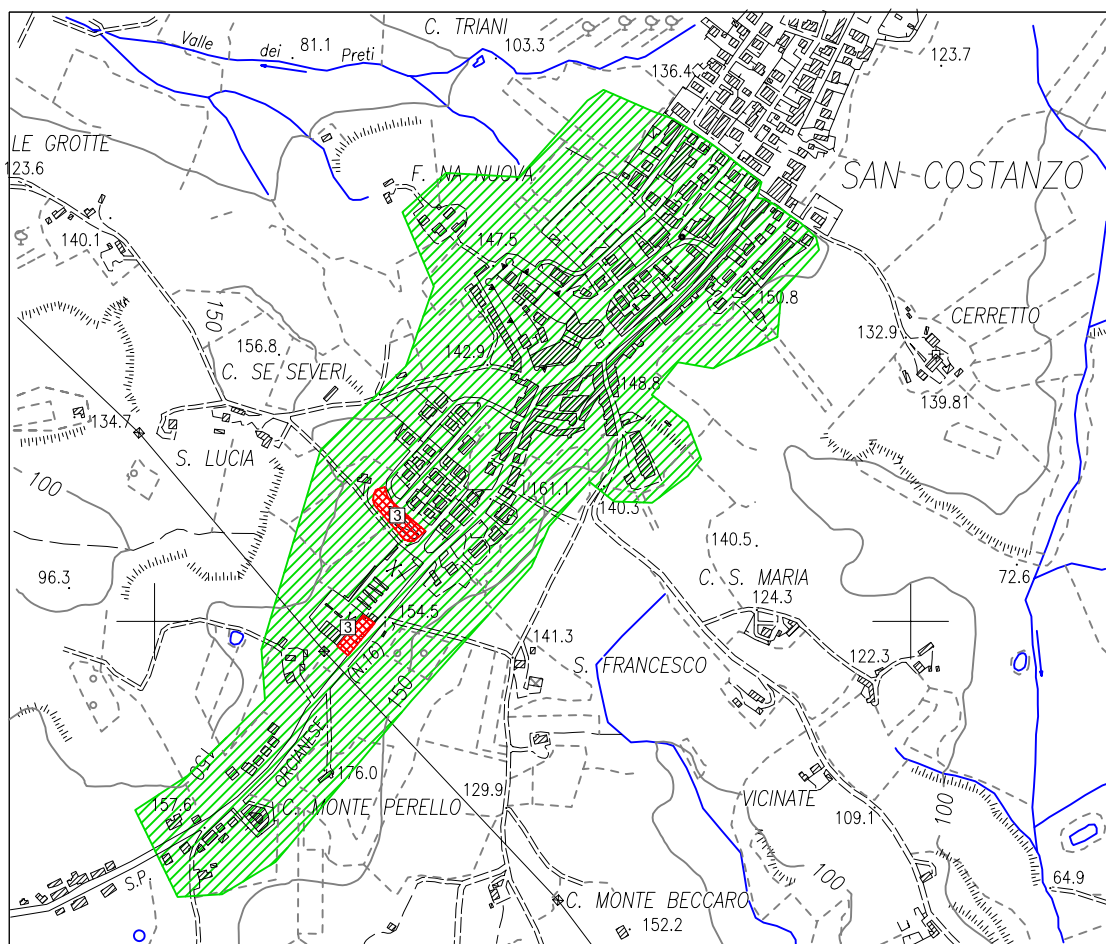 C. TRIANI
Valle dei Preti
81.1
103.3
123.7
136.4
LE GROTTE
123.6
F. NA NUOVA
SAN COSTANZO
140.1
147.5
150
150.8
CERRETTO
132.9
156.8
142.9
C. SE SEVERI
148.8
139.81
134.7
S. LUCIA
100
161.1
140.3
3
140.5
72.6
96.3
C. S. MARIA
124.3
154.5
3
141.3
(N.16)
S. FRANCESCO
122.3
150
150
ORCIANESE
176.0
129.9
VICINATE
157.6
C. MONTE PERELLO
109.1
100
100
S.P.
64.9
C. MONTE BECCARO
152.2